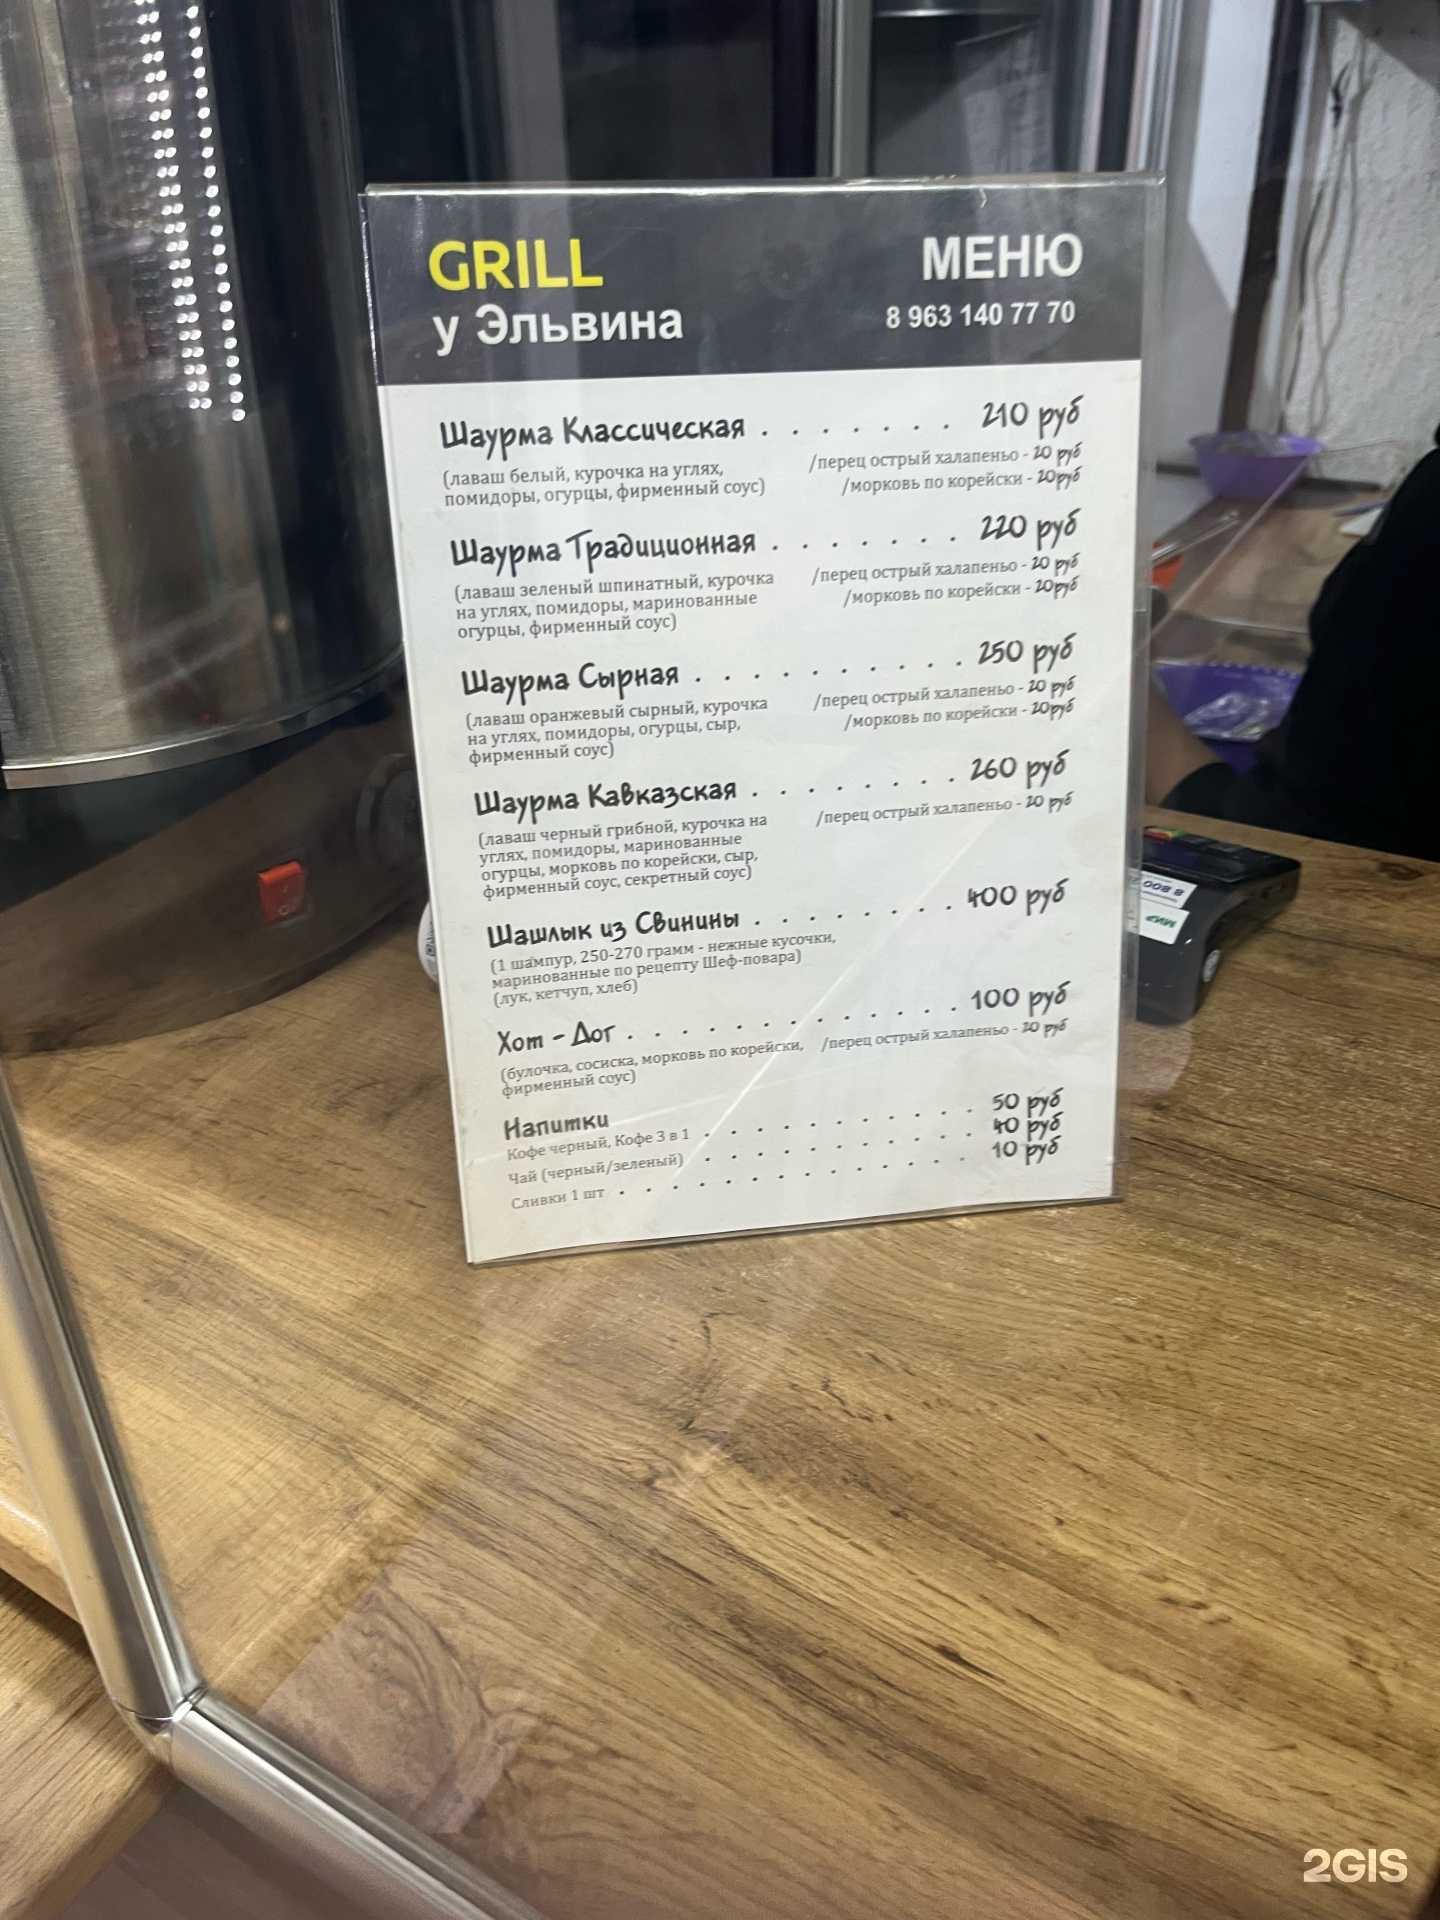 GRILL
у Эльвина
МЕНЮ
8 963 140 77 70
Шаурма Классическая . . . . . . . 210 руб
(лаваш белый, курочка на углях,
помидоры, огурцы, фирменный соус)
/перец острый халапеньо - 20 руб
/морковь по корейски - 20руб
Шаурма Традиционная . . . . . . . 220 руб
(лаваш зеленый шпинатный, курочка
на углях, помидоры, маринованные
огурцы, фирменный соус)
/перец острый халапеньо - 20 руб
/морковь по корейски - 20руб
Шаурма Сырная . . . . . . . . . . 250 руб
(лаваш оранжевый сырный, курочка
на углях, помидоры, огурцы, сыр,
фирменный соус)
/перец острый халапеньо - 20 руб
/морковь по корейски - 20руб
Шаурма Кавказская . . . . . . . . 260 руб
(лаваш черный грибной, курочка на
углях, помидоры, маринованные
огурцы, морковь по корейски, сыр,
фирменный соус, секретный соус)
/перец острый халапеньо - 20 руб
Шашлык из Свинины . . . . . . . . 400 руб
(1 шампур, 250-270 грамм - нежные кусочки,
маринованные по рецепту Шеф-повара)
(лук, кетчуп, хлеб)
Хот - Дог . . . . . . . . . . . . . 100 руб
(булочка, сосиска, морковь по корейски,
фирменный соус)
/перец острый халапеньо - 20 руб
Напитки
Кофе черный, Кофе 3 в 1 . . . . . . . . . . . 50 руб
Чай (черный/зеленый) . . . . . . . . . . . 40 руб
Сливки 1 шт . . . . . . . . . . . . . . 10 руб
8 800
МИР
2GIS